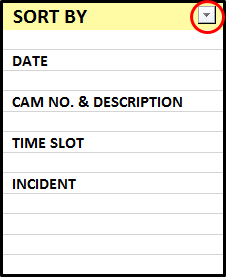 SORT BY
DATE
CAM NO. & DESCRIPTION
TIME SLOT
INCIDENT